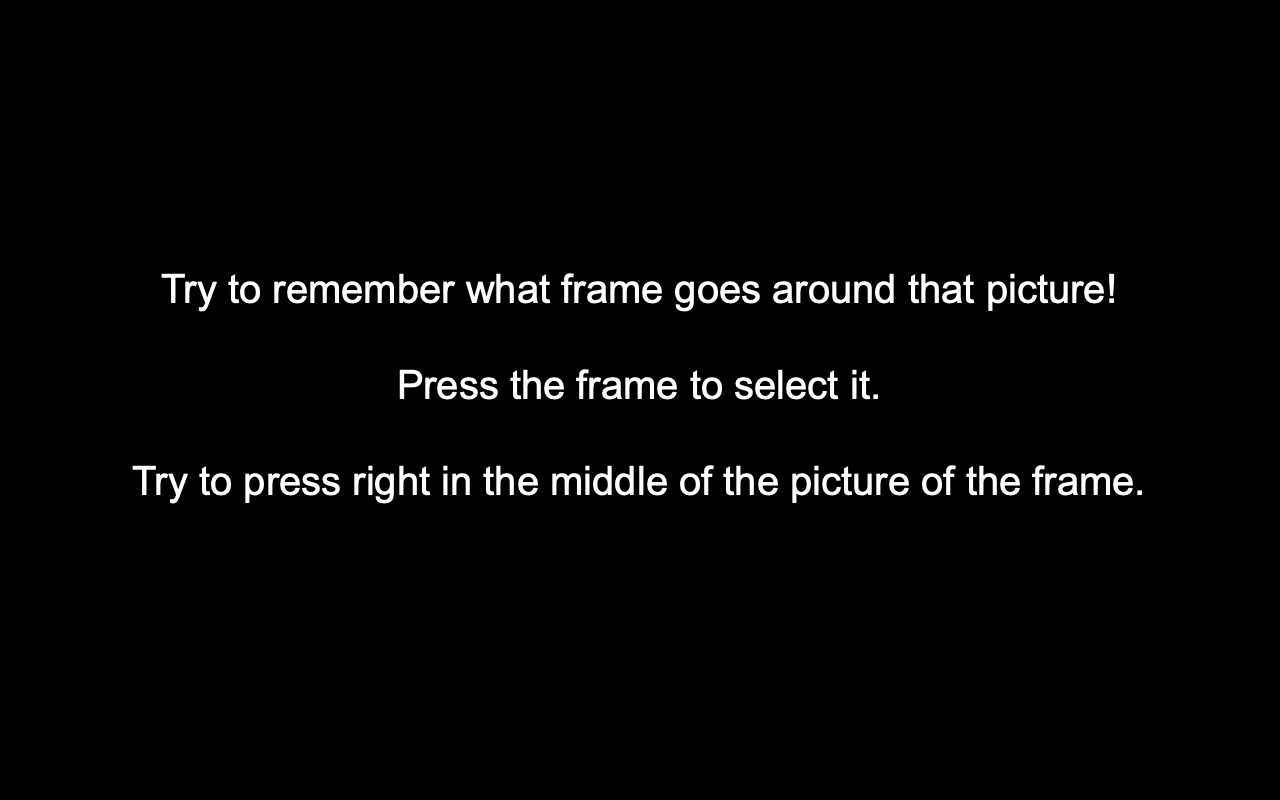 Try to remember what frame goes around that picture!
Press the frame to select it.
Try to press right in the middle of the picture of the frame.